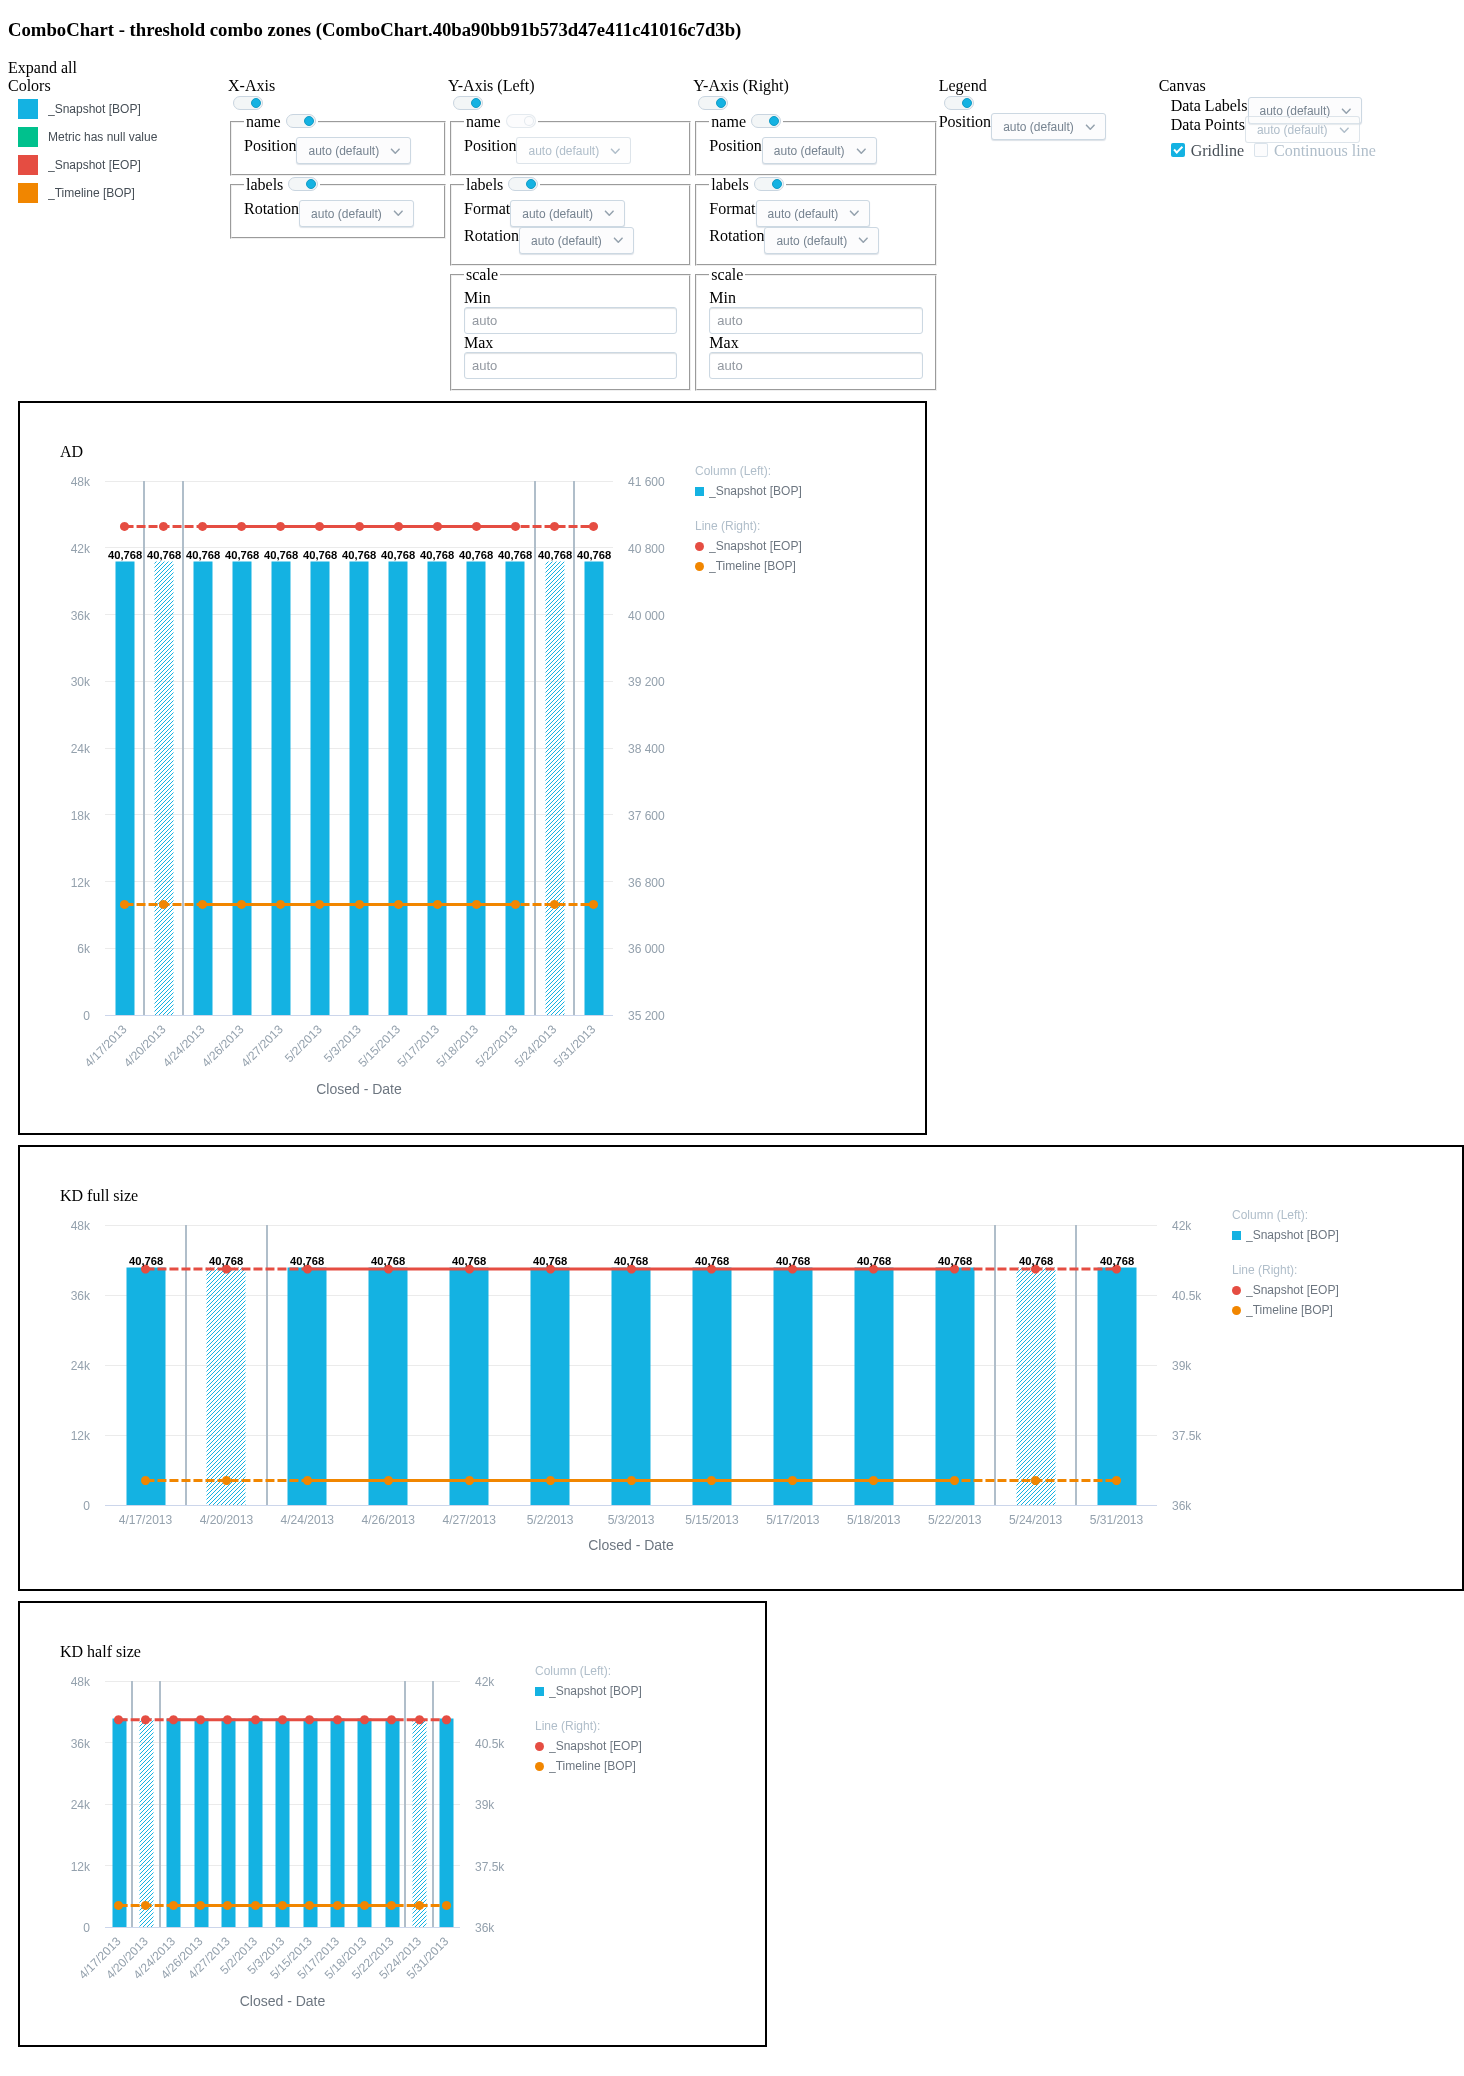 ComboChart - threshold combo zones (ComboChart.40ba90bb91b573d47e411c41016c7d3b)
Expand all
Colors
_Snapshot [BOP]
Metric has null value
_Snapshot [EOP]
_Timeline [BOP]
X-Axis
name
Position auto (default)
labels
Rotation auto (default)
Y-Axis (Left)
name
Position auto (default)
labels
Format auto (default)
Rotation auto (default)
scale
Min
auto
Max
auto
Y-Axis (Right)
name
Position auto (default)
labels
Format auto (default)
Rotation auto (default)
scale
Min
auto
Max
auto
Legend
Position auto (default)
Canvas
Data Labels auto (default)
Data Points auto (default)
Gridline Continuous line
AD
48k
42k
36k
30k
24k
18k
12k
6k
0
40,768 40,768 40,768 40,768 40,768 40,768 40,768 40,768 40,768 40,768 40,768 40,768 40,768
41 600
40 800
40 000
39 200
38 400
37 600
36 800
36 000
35 200
4/17/2013 4/20/2013 4/24/2013 4/26/2013 4/27/2013 5/2/2013 5/3/2013 5/15/2013 5/17/2013 5/18/2013 5/22/2013 5/24/2013 5/31/2013
Closed - Date
Column (Left):
_Snapshot [BOP]
Line (Right):
_Snapshot [EOP]
_Timeline [BOP]
KD full size
48k
36k
24k
12k
0
40,768 40,768 40,768 40,768 40,768 40,768 40,768 40,768 40,768 40,768 40,768 40,768 40,768
42k
40.5k
39k
37.5k
36k
4/17/2013 4/20/2013 4/24/2013 4/26/2013 4/27/2013 5/2/2013 5/3/2013 5/15/2013 5/17/2013 5/18/2013 5/22/2013 5/24/2013 5/31/2013
Closed - Date
Column (Left):
_Snapshot [BOP]
Line (Right):
_Snapshot [EOP]
_Timeline [BOP]
KD half size
48k
36k
24k
12k
0
42k
40.5k
39k
37.5k
36k
4/17/2013 4/20/2013 4/24/2013 4/26/2013 4/27/2013 5/2/2013 5/3/2013 5/15/2013 5/17/2013 5/18/2013 5/22/2013 5/24/2013 5/31/2013
Closed - Date
Column (Left):
_Snapshot [BOP]
Line (Right):
_Snapshot [EOP]
_Timeline [BOP]